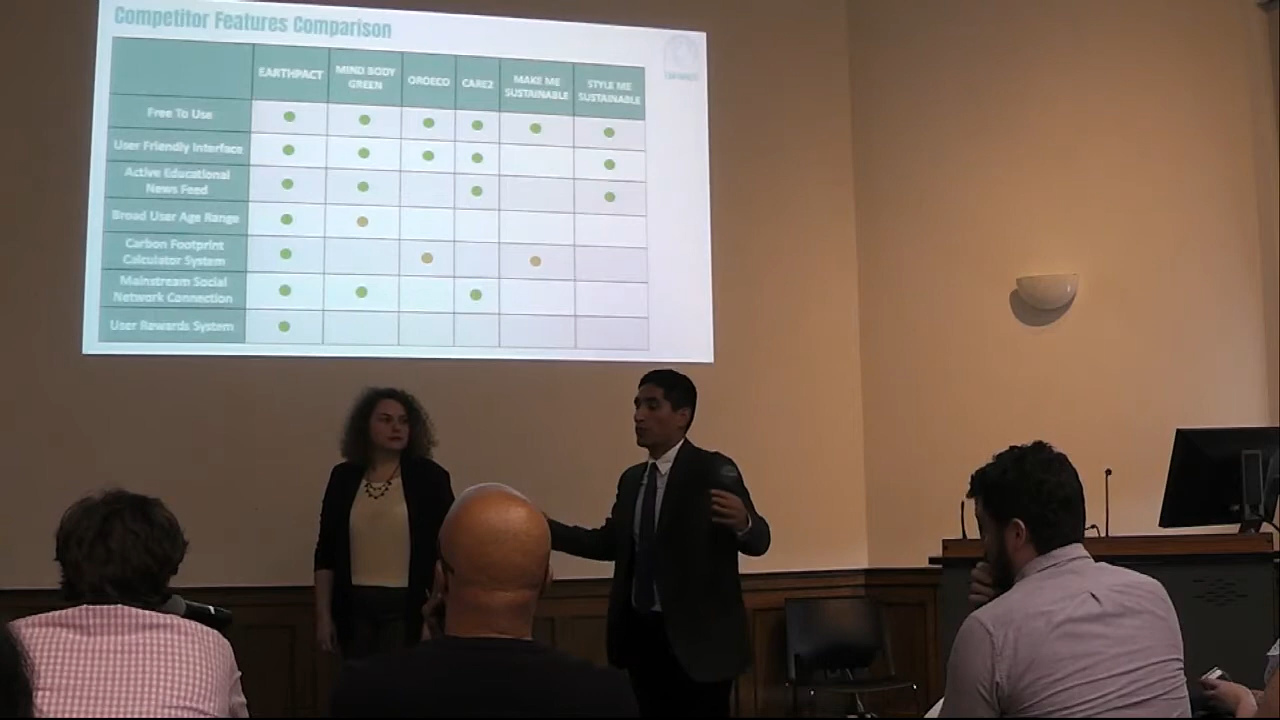 Competitor Features Comparison
EARTHPACT
MIND BODY
GREEN
OROECO
CARE2
MAKE ME
SUSTAINABLE
STYLE ME
SUSTAINABLE
Free To Use
User Friendly Interface
Active Educational
News Feed
Broad User Age Range
Carbon Footprint
Calculator System
Mainstream Social
Network Connection
User Rewards System